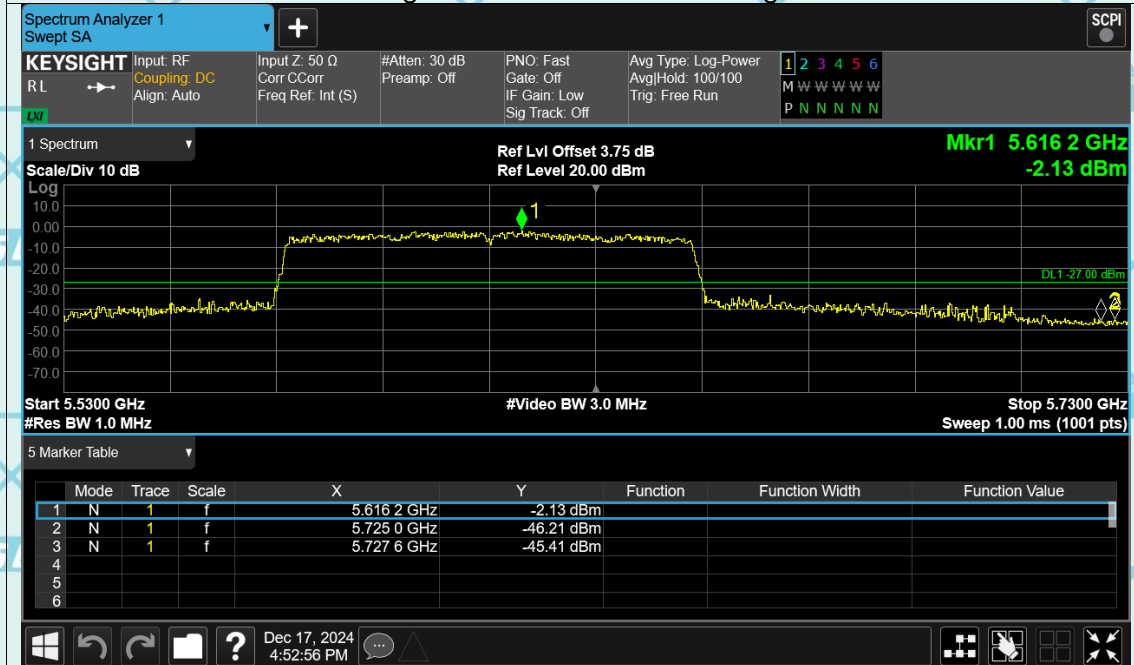 Spectrum Analyzer 1
Swept SA
+
SCPI
KEYSIGHT Input: RF Input Z: 50 Ω #Atten: 30 dB PNO: Fast Avg Type: Log-Power 1 2 3 4 5 6
RL Coupling: DC Corr CCorr Preamp: Off Gate: Off Avg|Hold: 100/100 M W W W W W W
Align: Auto Freq Ref: Int (S) IF Gain: Low Trig: Free Run P N N N N N N
LXI Sig Track: Off
1 Spectrum Ref Lvl Offset 3.75 dB Mkr1 5.616 2 GHz
Scale/Div 10 dB Ref Level 20.00 dBm -2.13 dBm
Log
10.0
1
0.00
-10.0
-20.0
DL1 -27.00 dBm
-30.0
2
-40.0
-50.0
-60.0
-70.0
Start 5.5300 GHz #Video BW 3.0 MHz Stop 5.7300 GHz
#Res BW 1.0 MHz Sweep 1.00 ms (1001 pts)
5 Marker Table
Mode Trace Scale X Y Function Function Width Function Value
1 N 1 f 5.616 2 GHz -2.13 dBm
2 N 1 f 5.725 0 GHz -46.21 dBm
3 N 1 f 5.727 6 GHz -45.41 dBm
4
5
6
? Dec 17, 2024
4:52:56 PM